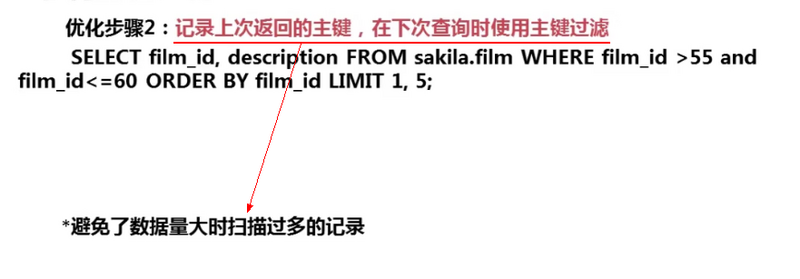 优化步骤2：记录上次返回的主键，在下次查询时使用主键过滤
SELECT film_id, description FROM sakila.film WHERE film_id >55 and
film_id<=60 ORDER BY film_id LIMIT 1, 5;
*避免了数据量大时扫描过多的记录